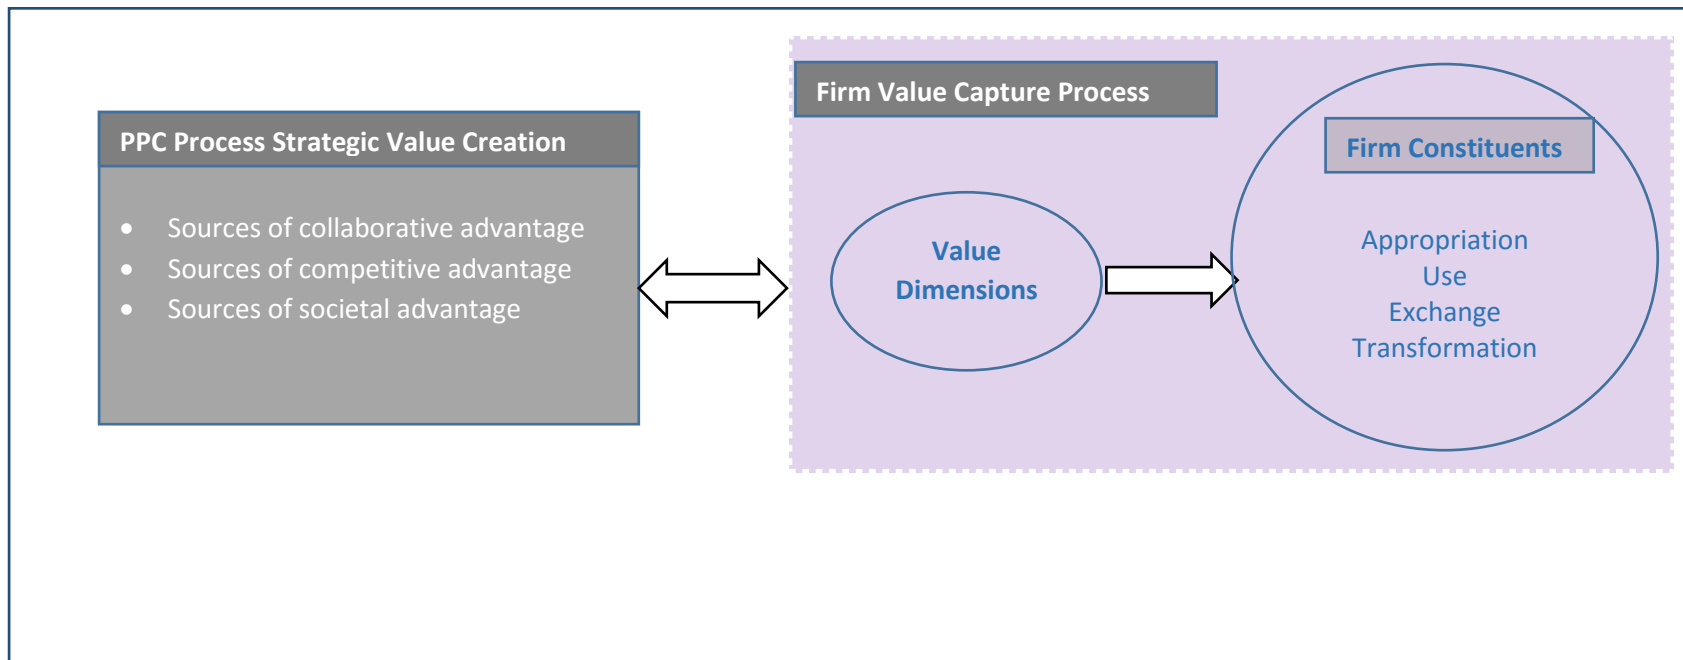 PPC Process Strategic Value Creation
• Sources of collaborative advantage
• Sources of competitive advantage
• Sources of societal advantage
Firm Value Capture Process
Value
Dimensions
Firm Constituents
Appropriation
Use
Exchange
Transformation